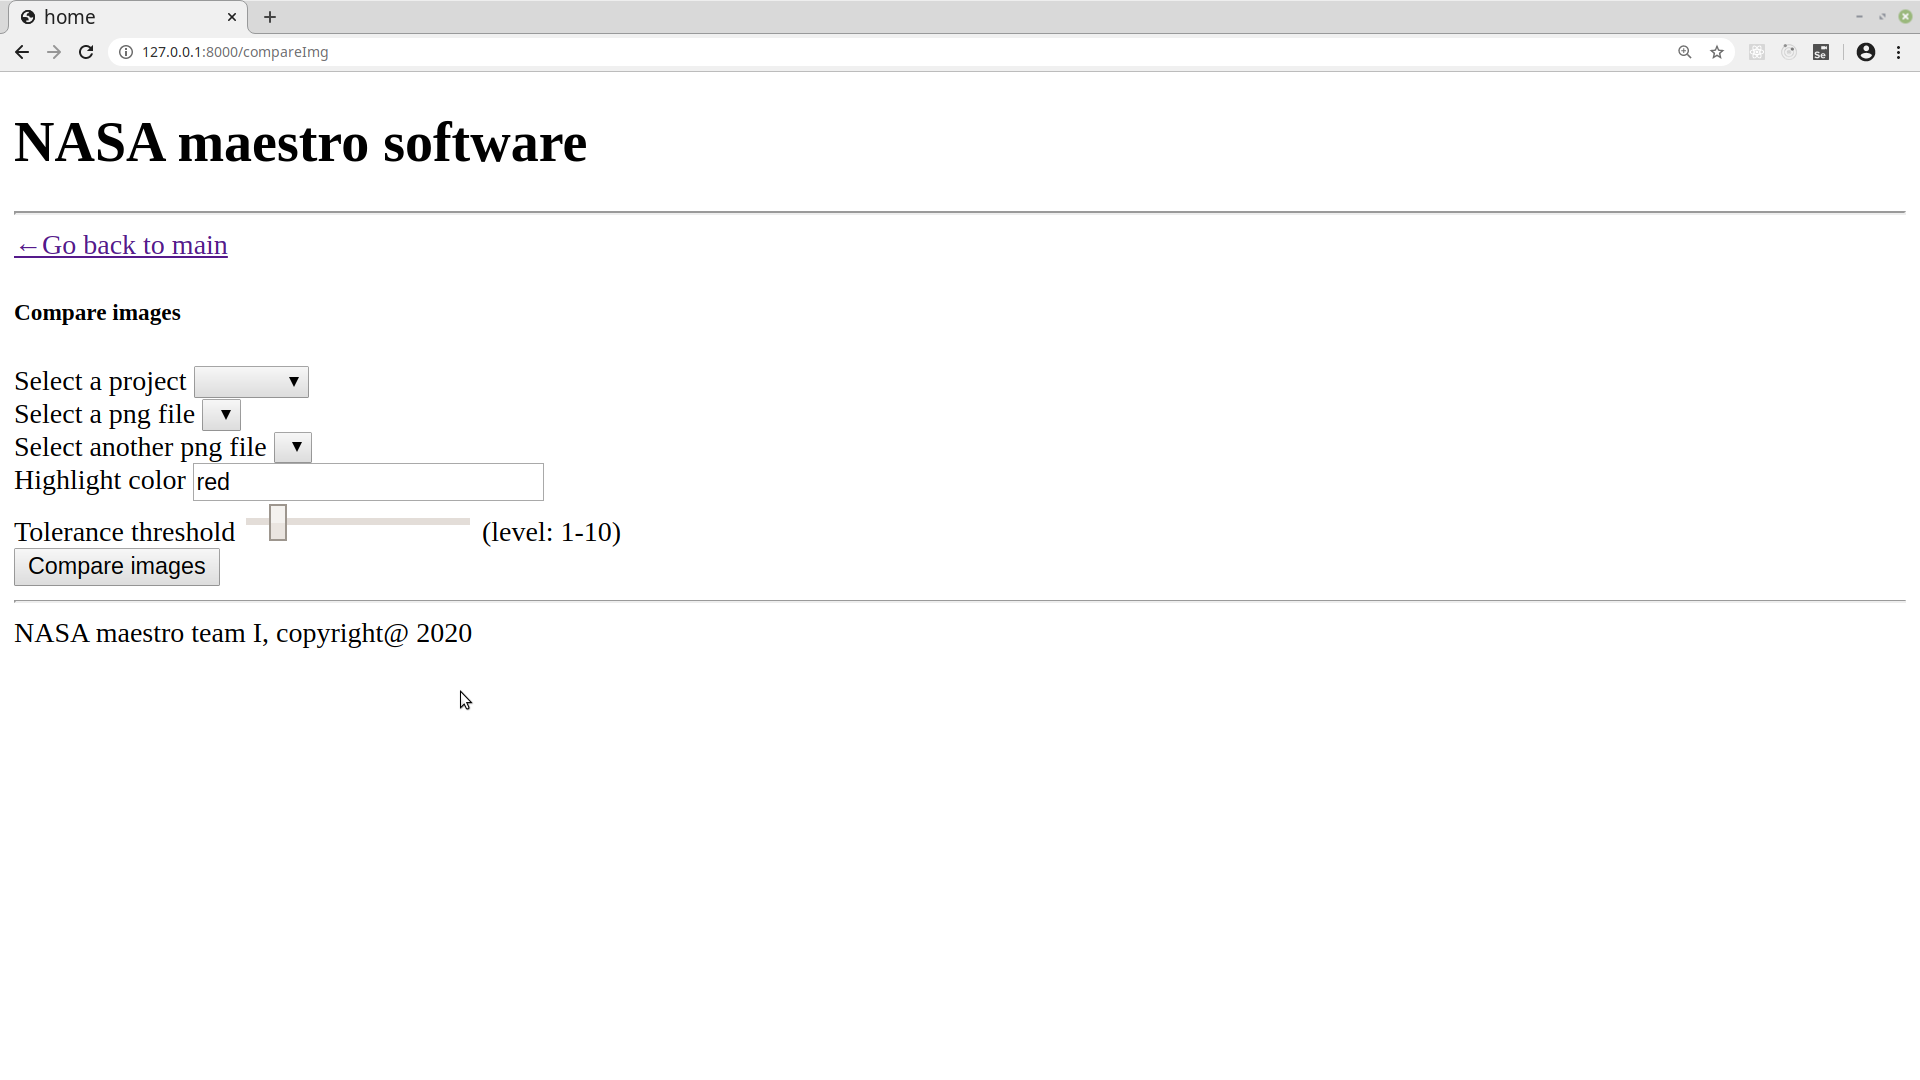 home
127.0.0.1:8000/compareImg
Se
NASA maestro software
←Go back to main
Compare images
Select a project
Select a png file
Select another png file
Highlight color red
Tolerance threshold (level: 1-10)
Compare images
NASA maestro team I, copyright@ 2020